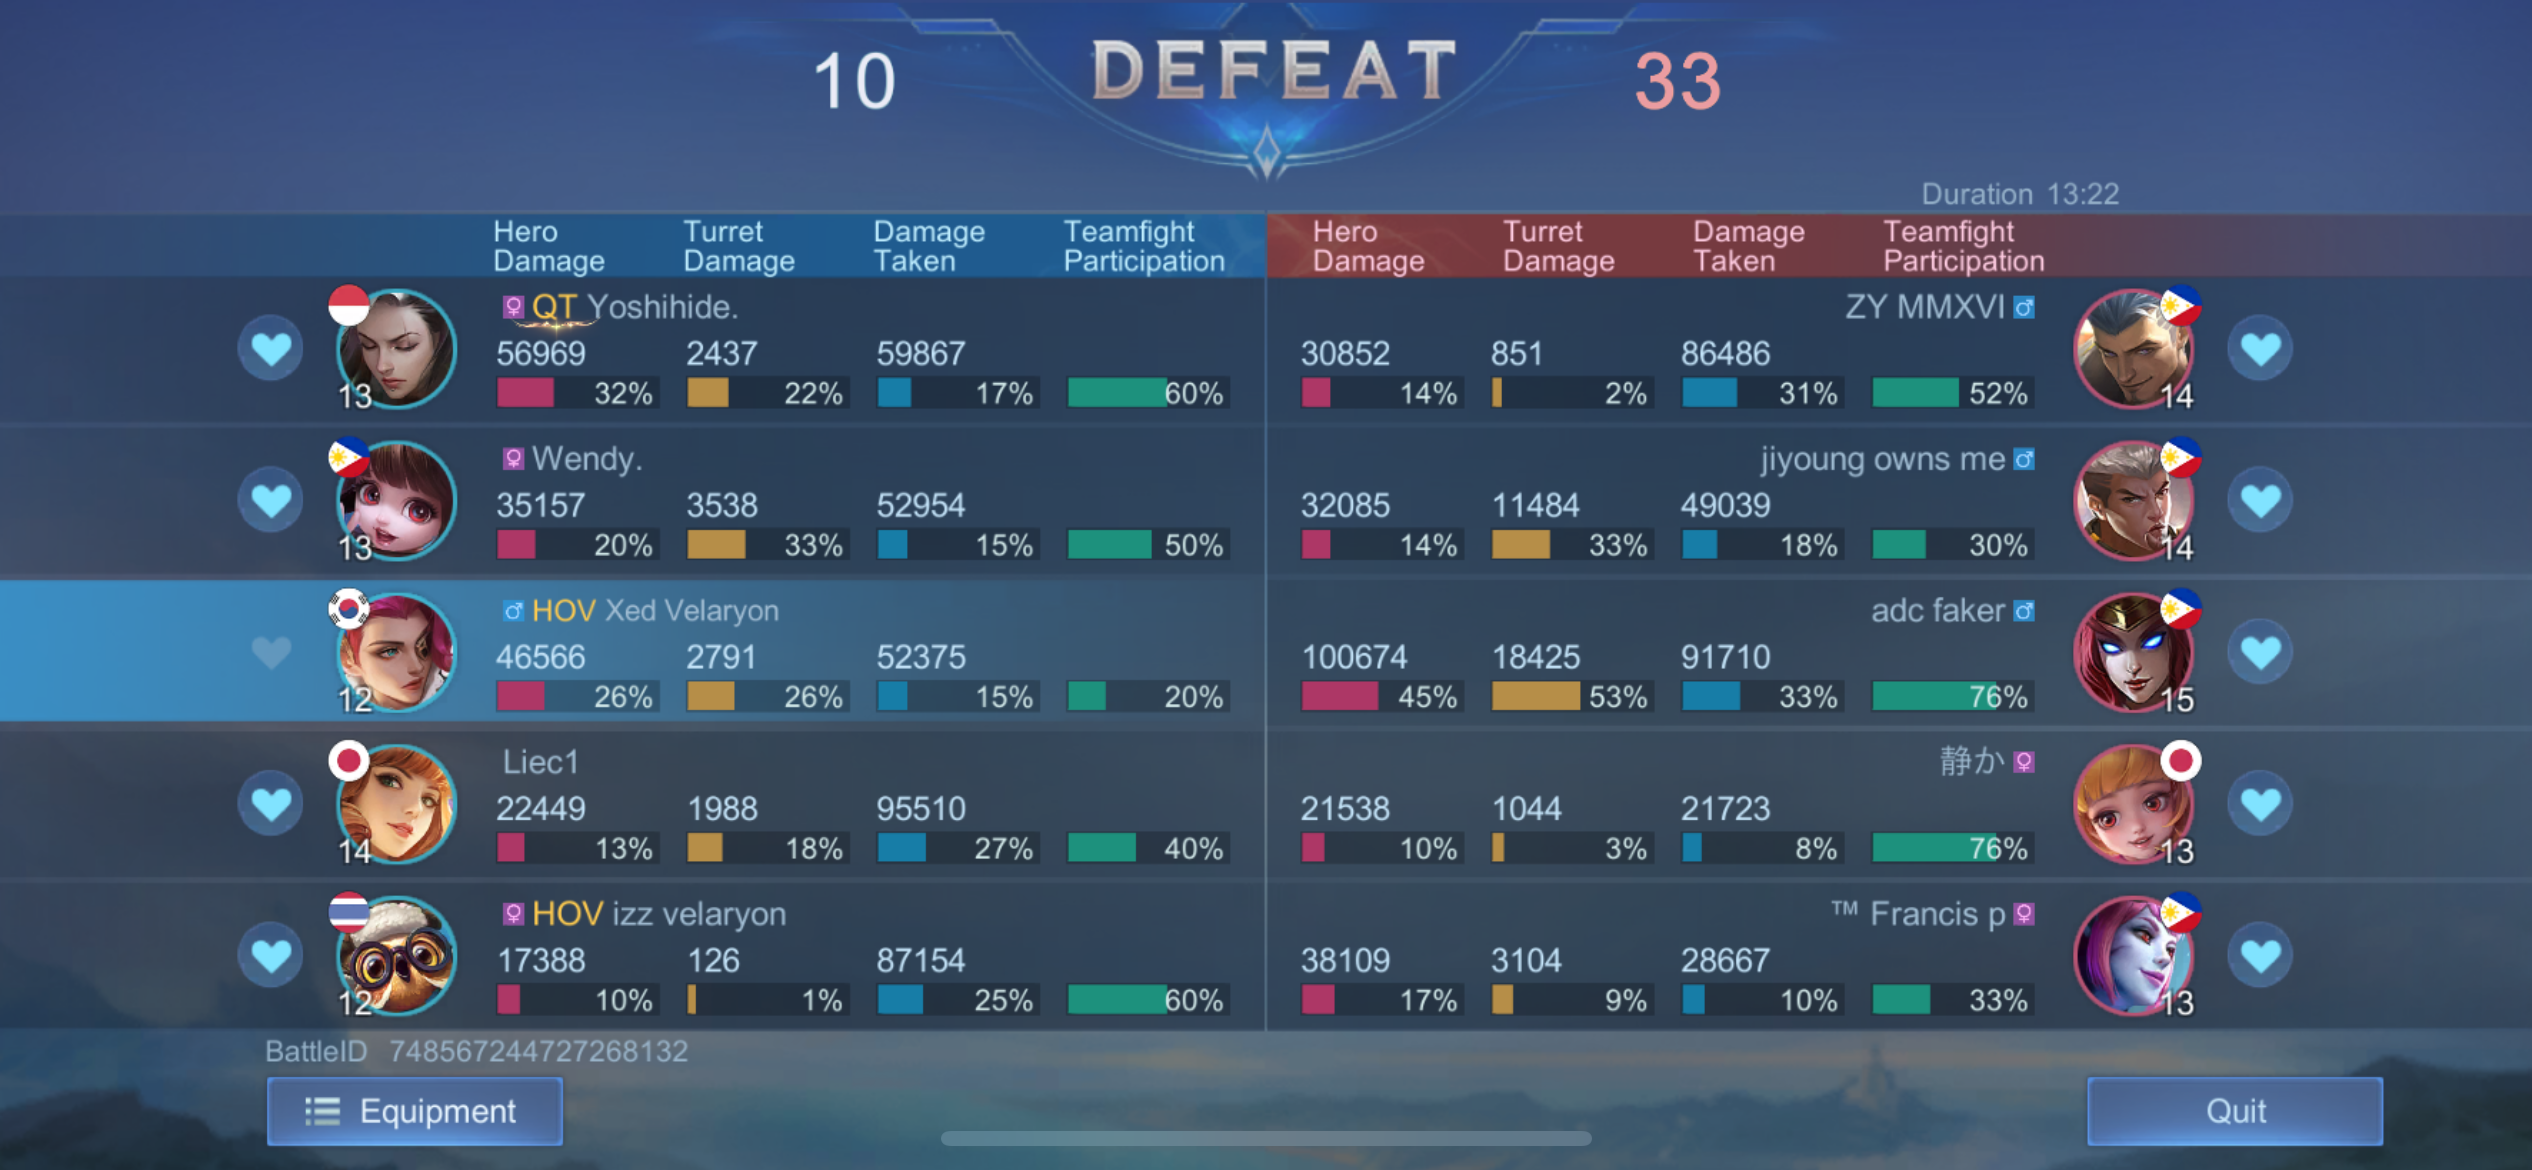 10 DEFEAT 33
Duration 13:22
Hero Damage Turret Damage Damage Taken Teamfight Participation Hero Damage Turret Damage Damage Taken Teamfight Participation
QT Yoshihide. ZY MMXVI
56969 2437 59867 30852 851 86486
13 32% 22% 17% 60% 14% 2% 31% 52% 14
Wendy. jiyoung owns me
35157 3538 52954 32085 11484 49039
13 20% 33% 15% 50% 14% 33% 18% 30% 14
HOV Xed Velaryon adc faker
46566 2791 52375 100674 18425 91710
12 26% 26% 15% 20% 45% 53% 33% 76% 15
Liec1 静か
22449 1988 95510 21538 1044 21723
14 13% 18% 27% 40% 10% 3% 8% 76% 13
HOV izz velaryon ™ Francis p
17388 126 87154 38109 3104 28667
12 10% 1% 25% 60% 17% 9% 10% 33% 13
BattleID 748567244727268132
Equipment Quit